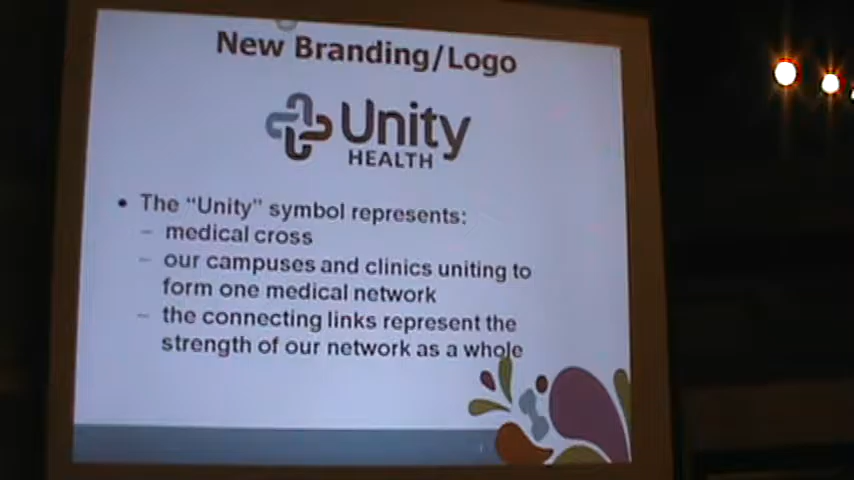 New Branding/Logo
Unity
HEALTH
• The “Unity” symbol represents:
– medical cross
– our campuses and clinics uniting to
form one medical network
– the connecting links represent the
strength of our network as a whole